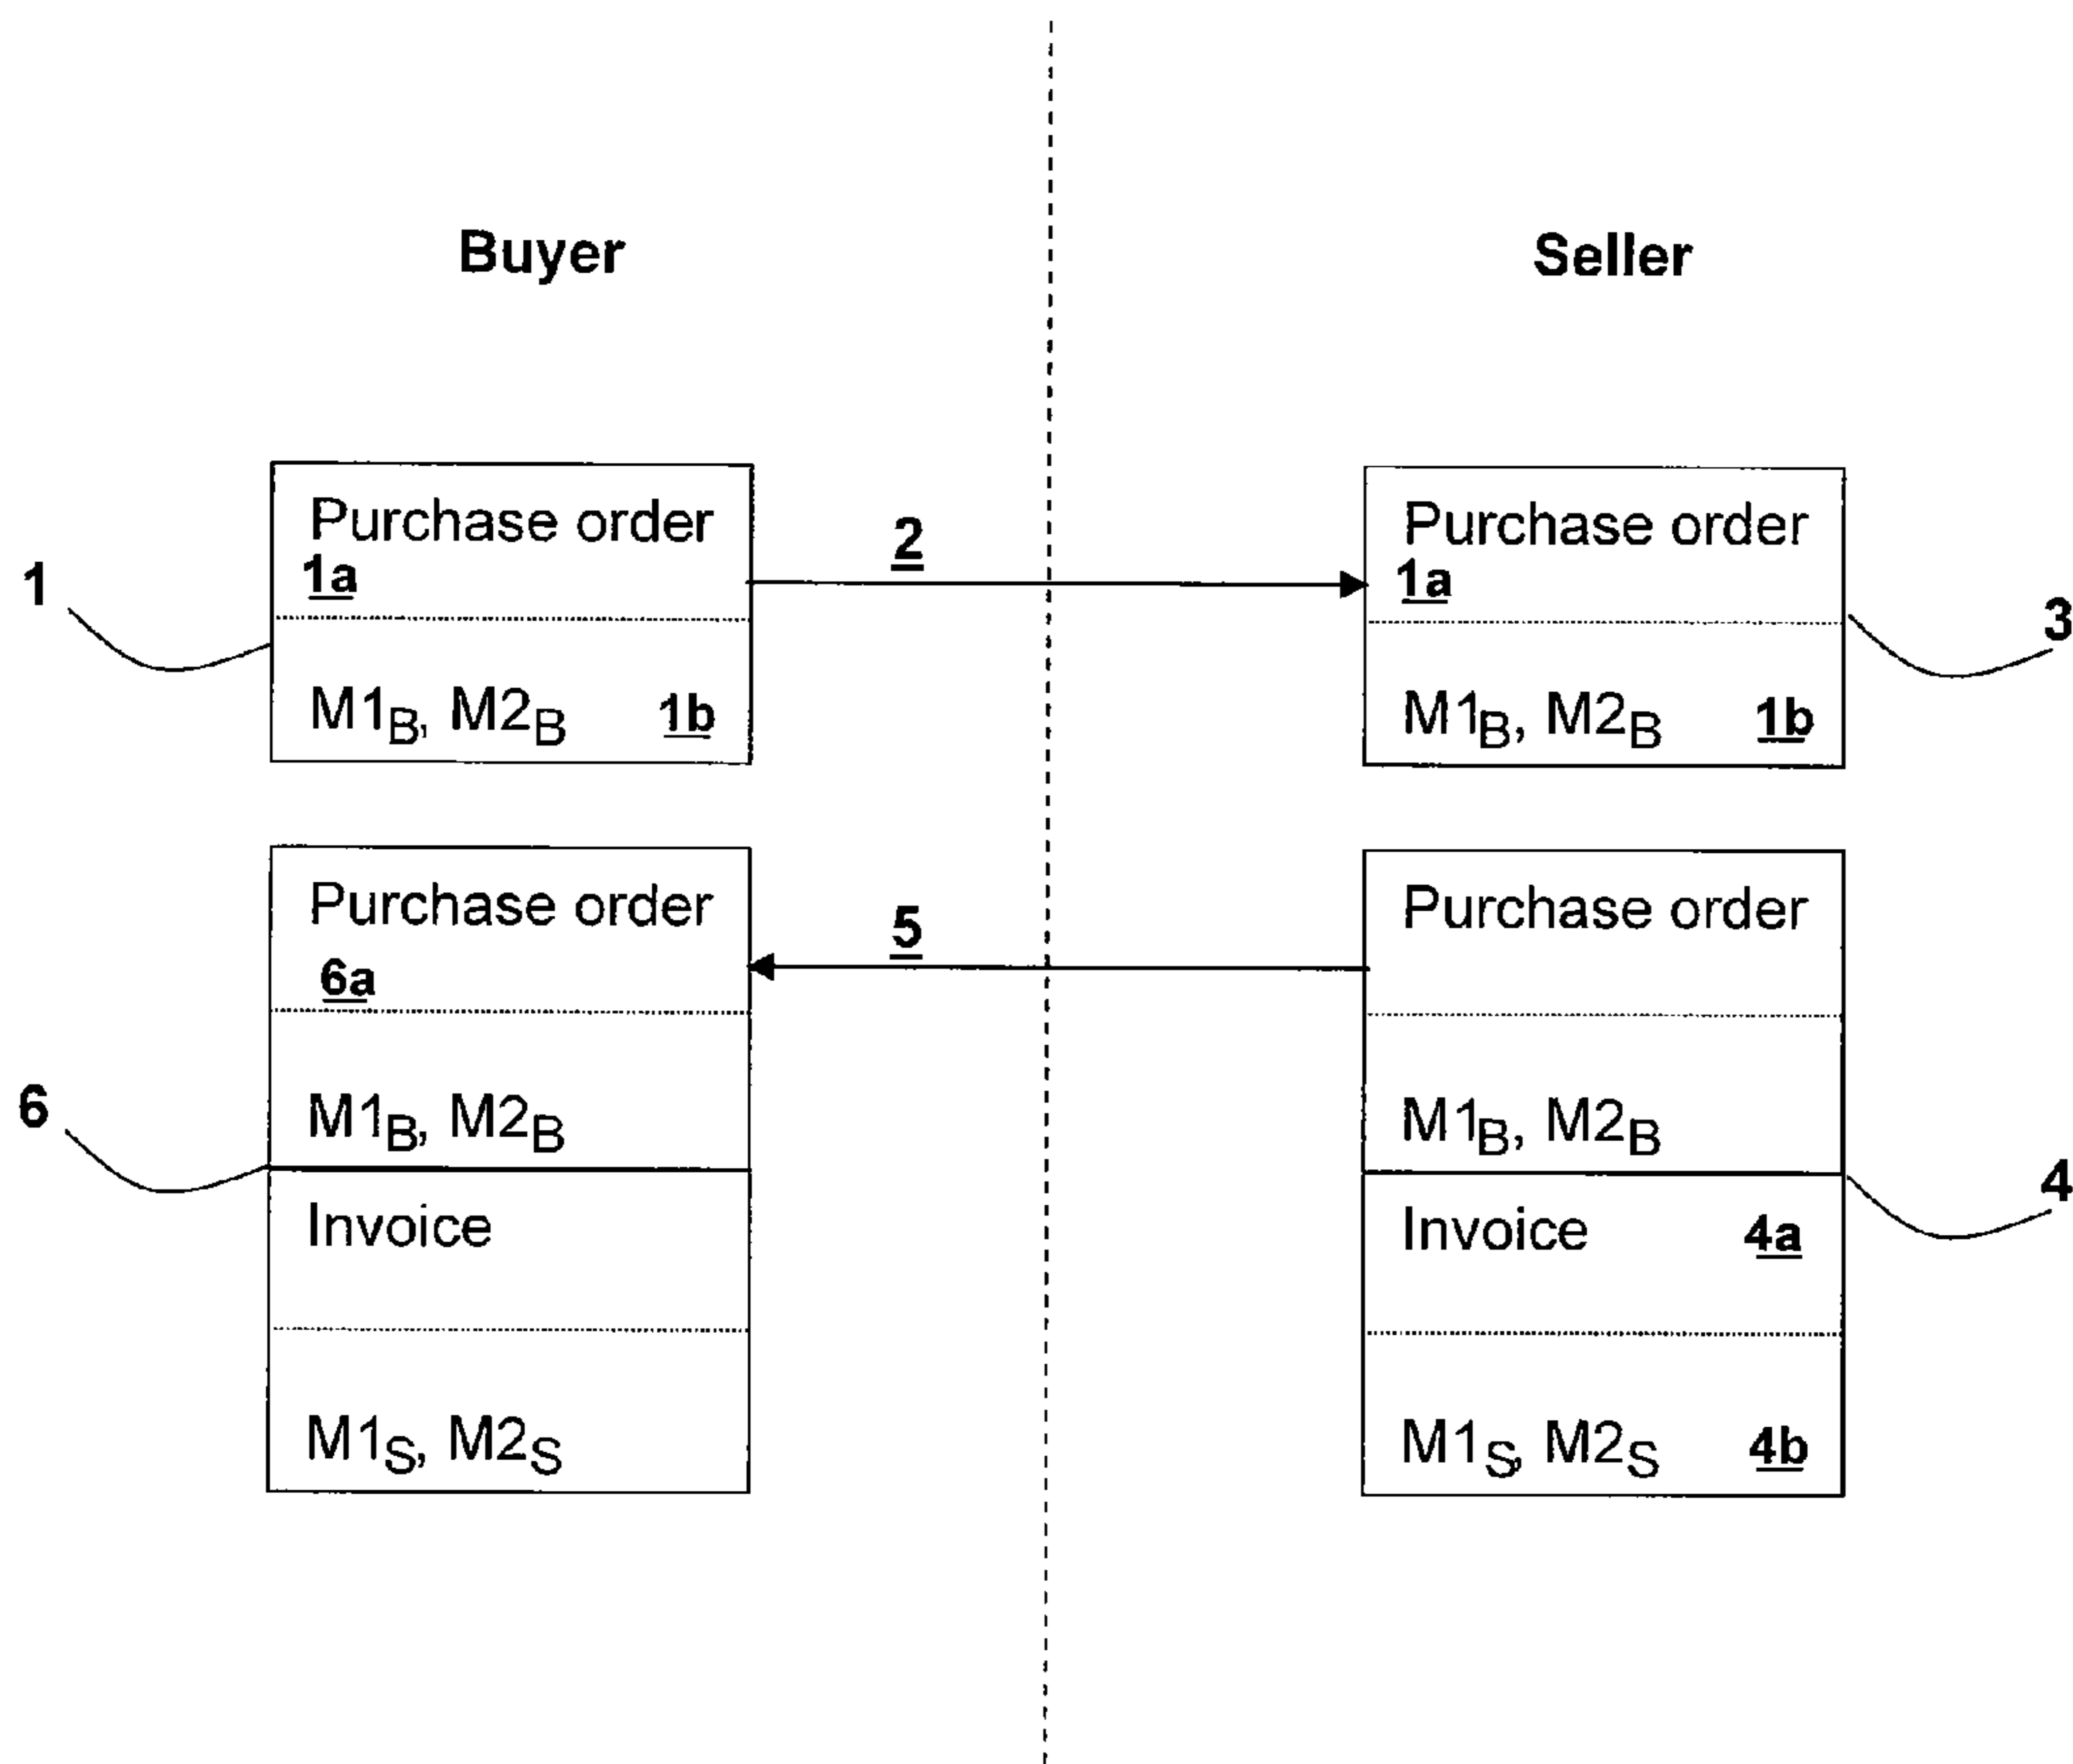 Buyer
Seller
Purchase order
1a
M1B, M2B 1b
1
2
Purchase order
1a
M1B, M2B 1b
3
Purchase order
6a
M1B, M2B
Invoice
M1S, M2S
6
5
Purchase order
M1B, M2B
Invoice 4a
M1S, M2S 4b
4